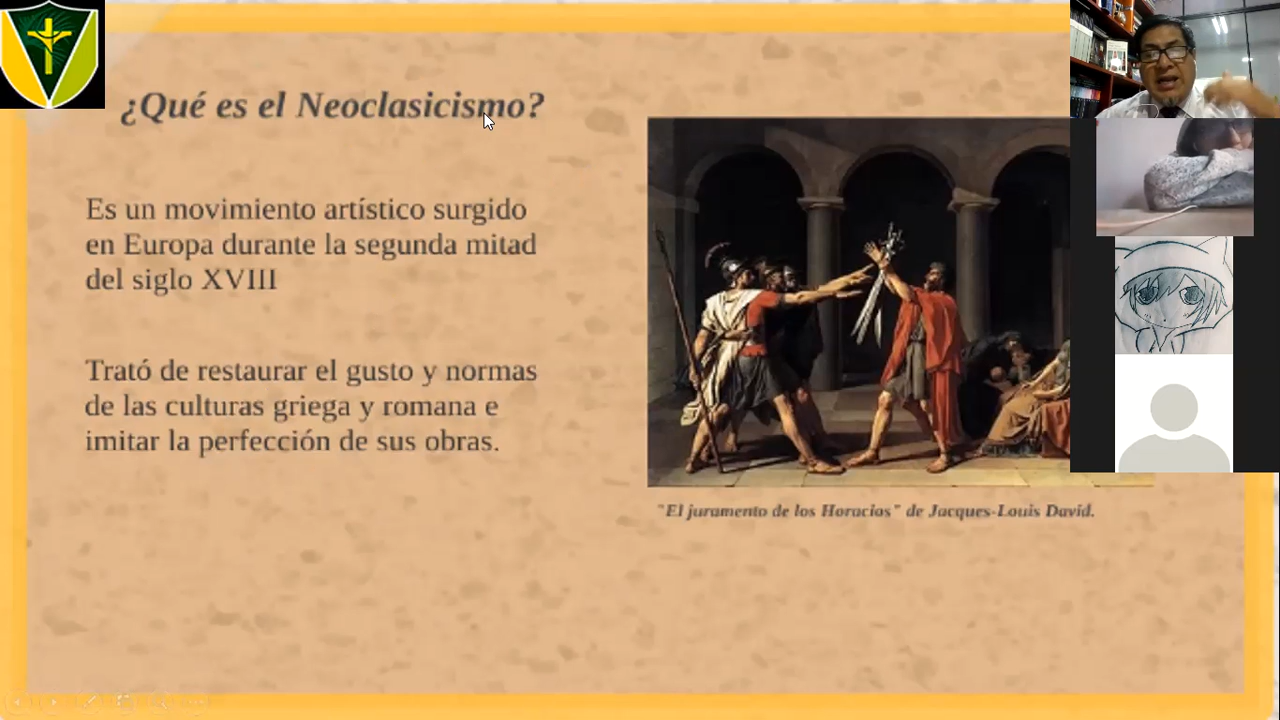 ¿Qué es el Neoclasicismo?
Es un movimiento artístico surgido
en Europa durante la segunda mitad
del siglo XVIII
Trató de restaurar el gusto y normas
de las culturas griega y romana e
imitar la perfección de sus obras.
"El juramento de los Horacios" de Jacques-Louis David.